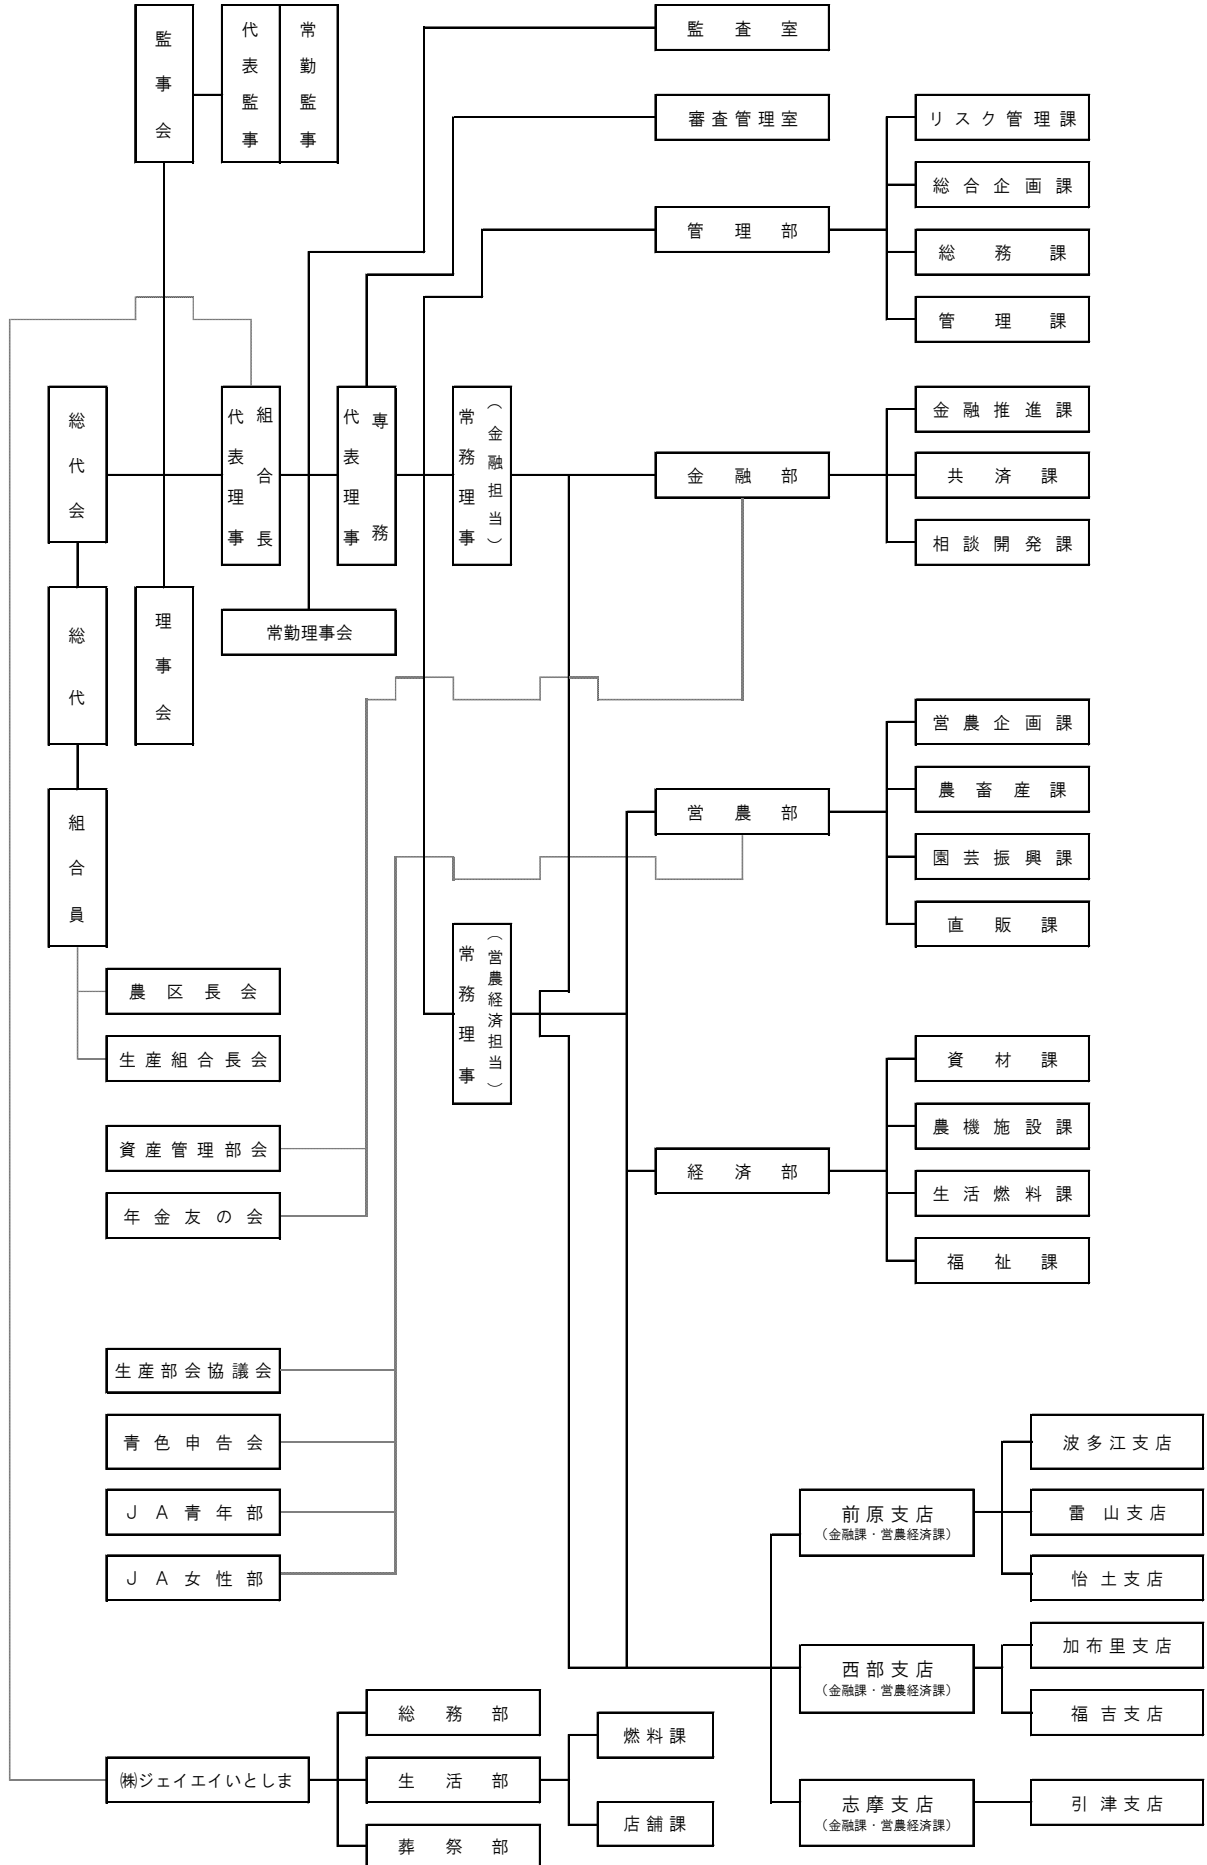 監事会
代表監事
常勤監事
監査室
審査管理室
管理部
リスク管理課
総合企画課
総務課
管理課
総代会
代表理事
組合長
代表理事
専務
常務理事
（金融担当）
金融部
金融推進課
共済課
相談開発課
総代
理事会
常勤理事会
組合員
営農部
営農企画課
農畜産課
園芸振興課
直販課
農区長会
生産組合長会
常務理事
（営農経済担当）
資産管理部会
年金友の会
経済部
資材課
農機施設課
生活燃料課
福祉課
生産部会協議会
青色申告会
ＪＡ青年部
ＪＡ女性部
前原支店
（金融課・営農経済課）
波多江支店
雷山支店
怡土支店
西部支店
（金融課・営農経済課）
加布里支店
福吉支店
志摩支店
（金融課・営農経済課）
引津支店
㈱ジェイエイいとしま
総務部
生活部
葬祭部
燃料課
店舗課